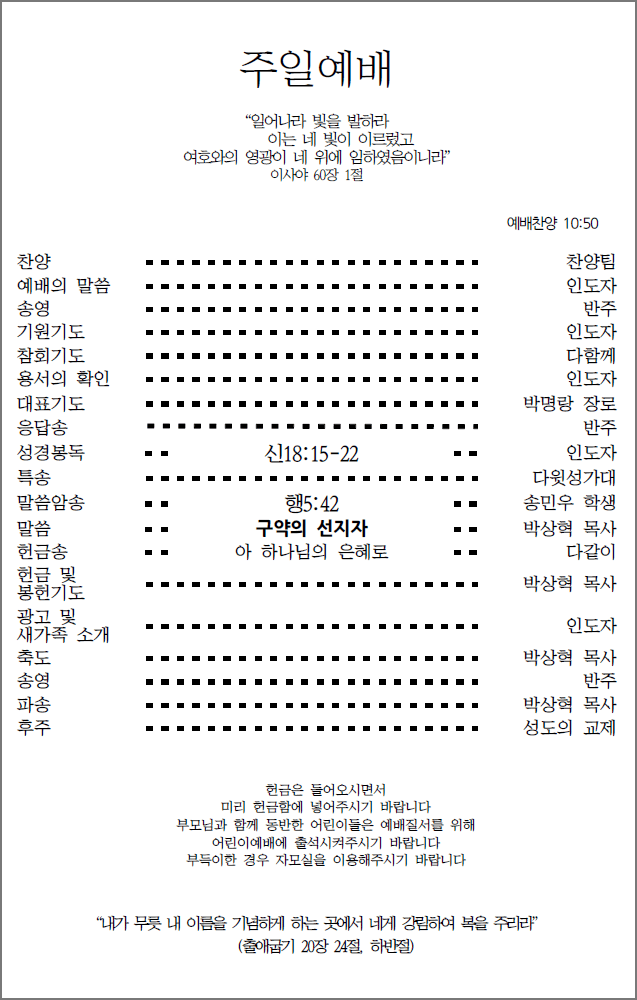 주일예배
“일어나라 빛을 발하라
이는 네 빛이 이르렀고
여호와의 영광이 네 위에 임하였음이니라”
이사야 60장 1절
예배찬양 10:50
찬양 찬양팀
예배의 말씀 인도자
송영 반주
기원기도 인도자
참회기도 다함께
용서의 확인 인도자
대표기도 박명랑 장로
응답송 반주
성경봉독 신18:15-22 인도자
특송 다윗성가대
말씀암송 행5:42 송민우 학생
말씀 구약의 선지자 박상혁 목사
헌금송 아 하나님의 은혜로 다같이
헌금 및
봉헌기도 박상혁 목사
광고 및
새가족 소개 인도자
축도 박상혁 목사
송영 반주
파송 박상혁 목사
후주 성도의 교제
헌금은 들어오시면서
미리 헌금함에 넣어주시기 바랍니다
부모님과 함께 동반한 어린이들은 예배질서를 위해
어린이예배에 출석시켜주시기 바랍니다
부득이한 경우 자모실을 이용해주시기 바랍니다
“내가 무릇 내 이름을 기념하게 하는 곳에서 네게 강림하여 복을 주리라”
(출애굽기 20장 24절, 하반절)